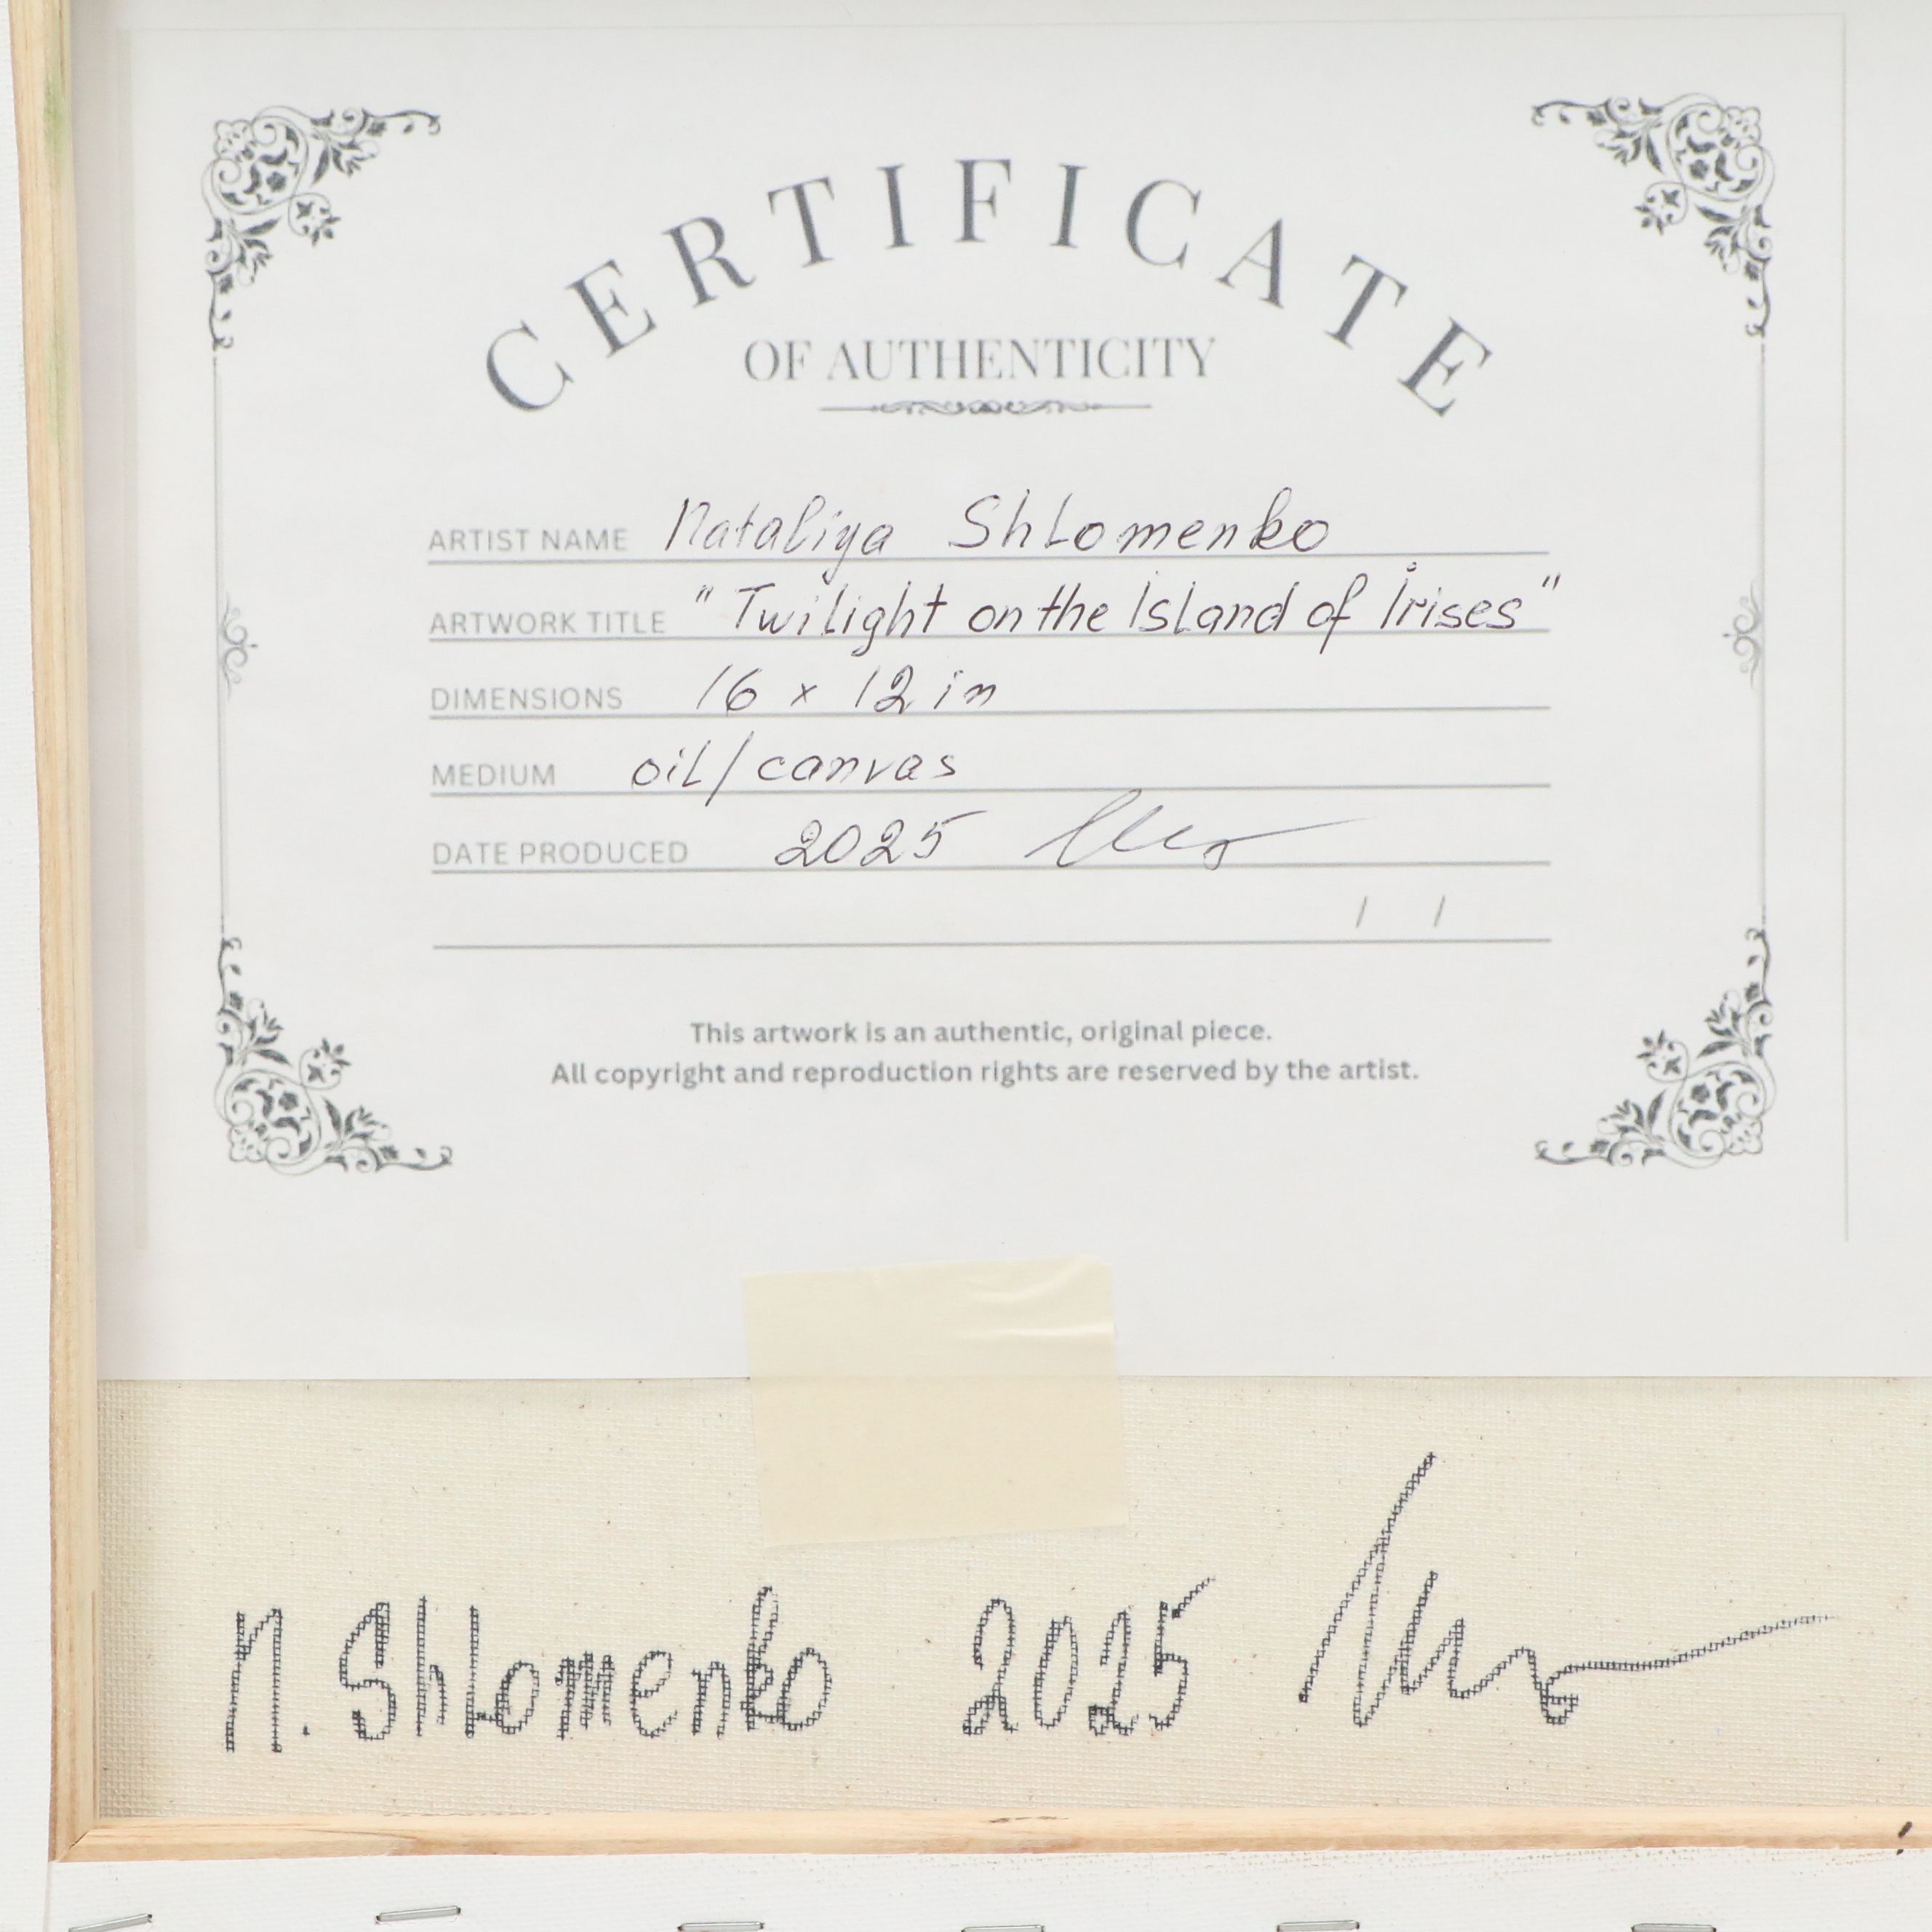 CERTIFICATE
OF AUTHENTICITY
ARTIST NAME Nataliya Shlomenko
ARTWORK TITLE "Twilight on the Island of Irises"
DIMENSIONS 16 x 12 in
MEDIUM oil/canvas
DATE PRODUCED 2025
/ /
This artwork is an authentic, original piece.
All copyright and reproduction rights are reserved by the artist.
N. Shlomenko 2025